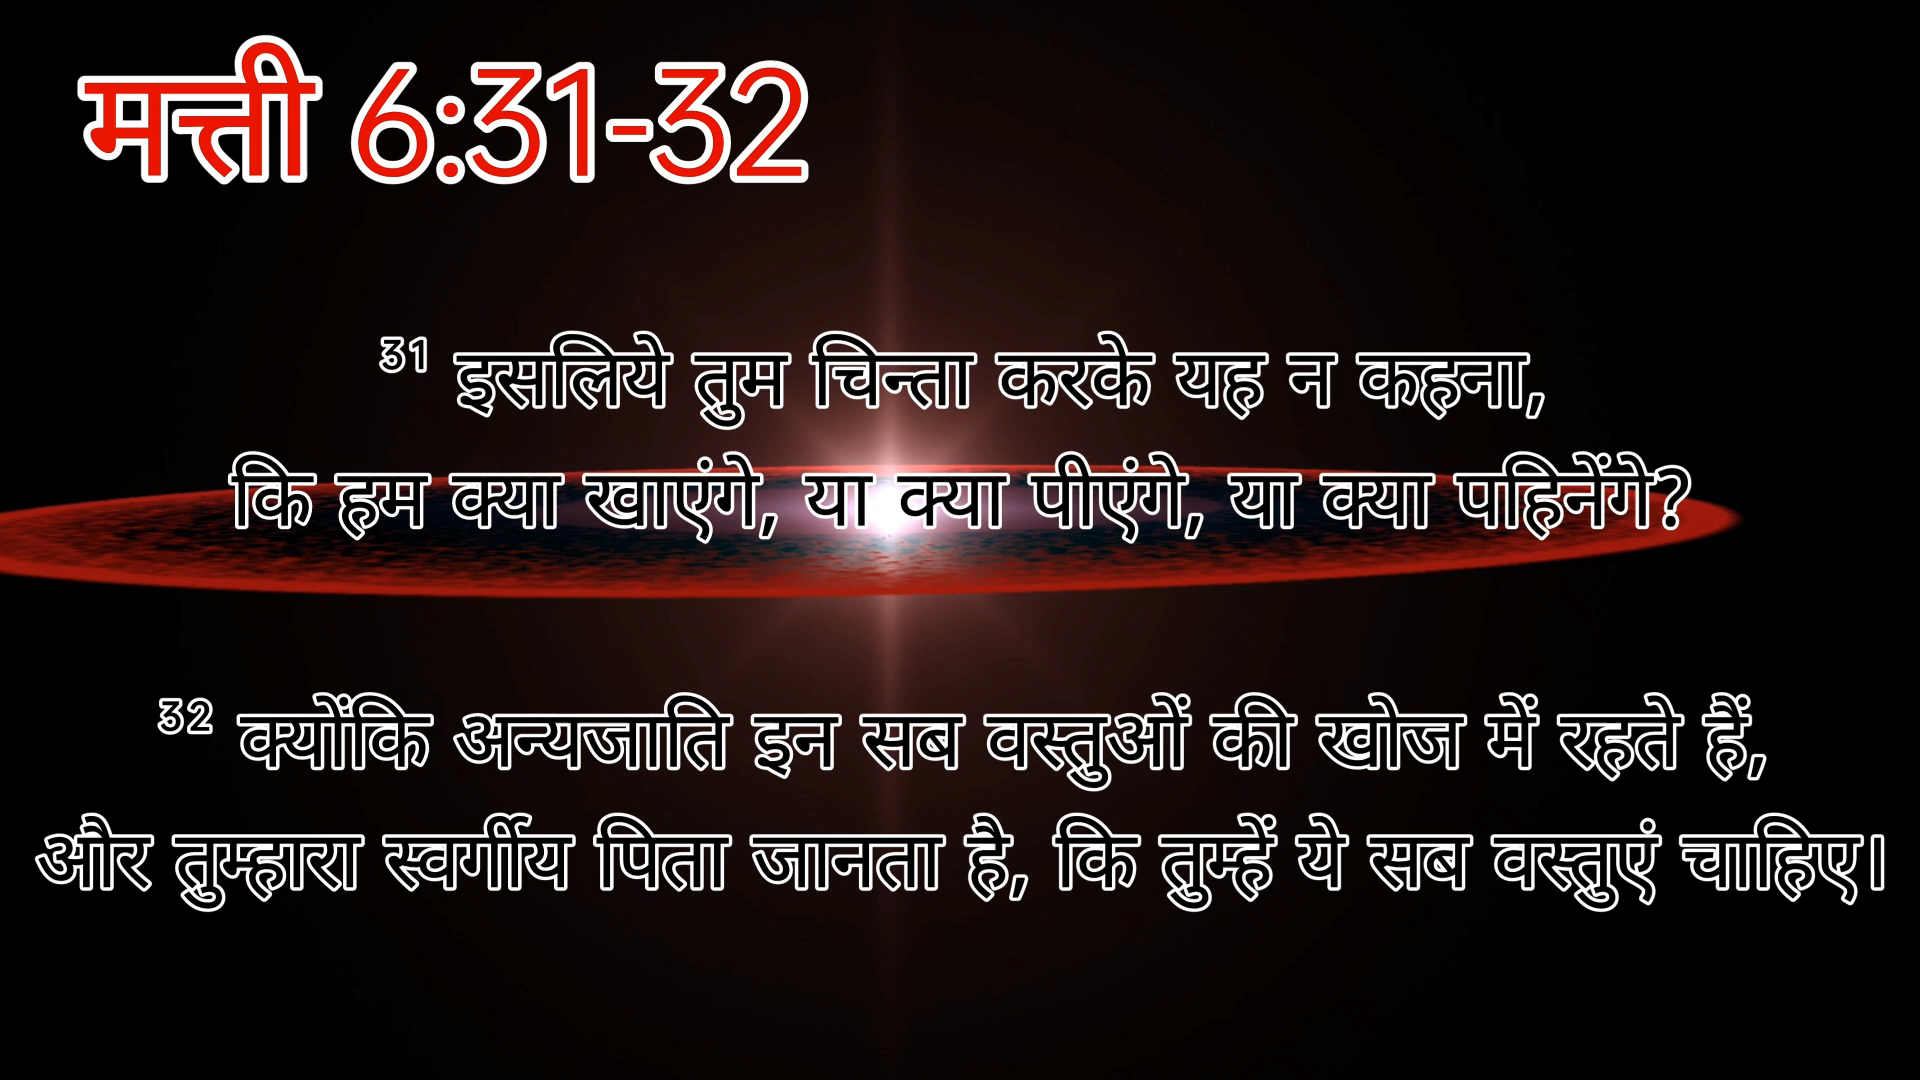 मत्ती 6:31-32
³¹ इसलिये तुम चिन्ता करके यह न कहना,
कि हम क्या खाएंगे, या क्या पीएंगे, या क्या पहिनेंगे?
³² क्योंकि अन्यजाति इन सब वस्तुओं की खोज में रहते हैं,
और तुम्हारा स्वर्गीय पिता जानता है, कि तुम्हें ये सब वस्तुएं चाहिए।